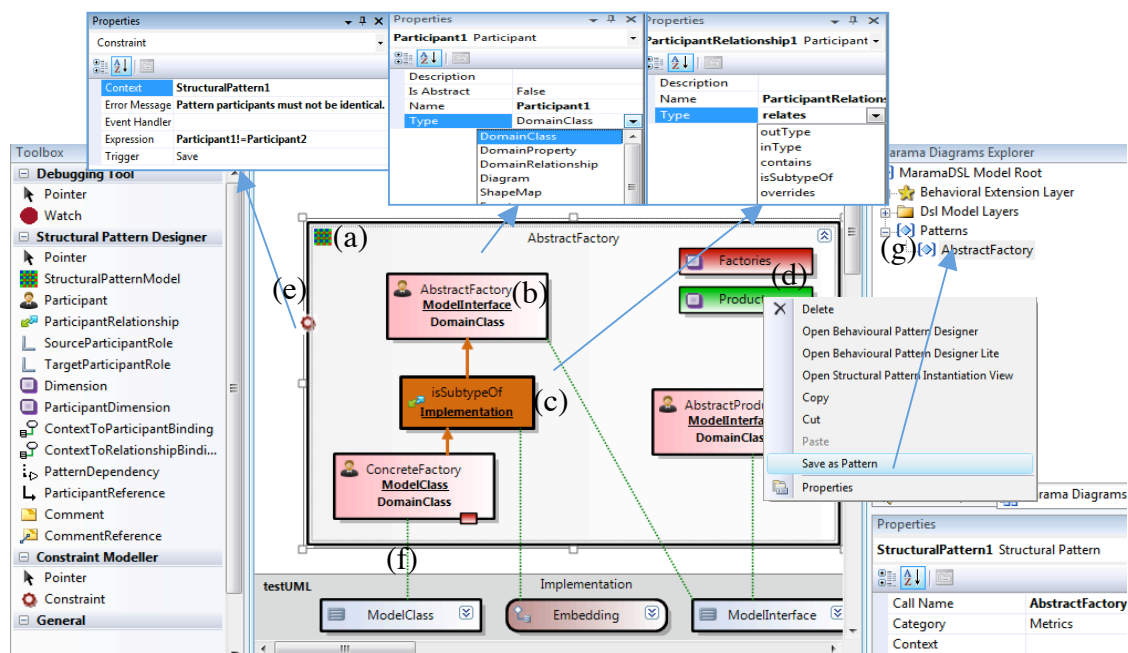 Properties
Constraint
Context StructuralPattern1
Error Message Pattern participants must not be identical.
Event Handler
Expression Participant1!=Participant2
Trigger Save
Properties
Participant1 Participant
Description
Is Abstract False
Name Participant1
Type DomainClass
DomainClass
DomainProperty
DomainRelationship
Diagram
ShapeMap
Properties
ParticipantRelationship1 Participant
Description
Name ParticipantRelations
Type relates
outType
inType
contains
isSubtypeOf
overrides
Toolbox
Debugging Tool
Pointer
Watch
Structural Pattern Designer
Pointer
StructuralPatternModel
Participant
ParticipantRelationship
SourceParticipantRole
TargetParticipantRole
Dimension
ParticipantDimension
ContextToParticipantBinding
ContextToRelationshipBindi...
PatternDependency
ParticipantReference
Comment
CommentReference
Constraint Modeller
Pointer
Constraint
General
(a)
AbstractFactory
(e)
AbstractFactory
(b)
ModelInterface
DomainClass
isSubtypeOf
(c)
Implementation
ConcreteFactory
ModelClass
DomainClass
(f)
Factories
(d)
Product
AbstractProdu
ModelInterfa
DomainClas
Delete
Open Behavioural Pattern Designer
Open Behavioural Pattern Designer Lite
Open Structural Pattern Instantiation View
Copy
Cut
Paste
Save as Pattern
Properties
testUML
Implementation
ModelClass
Embedding
ModelInterface
arama Diagrams Explorer
MaramaDSL Model Root
Behavioral Extension Layer
Dsl Model Layers
Patterns
(g)
AbstractFactory
arama Diagrams
Properties
StructuralPattern1 Structural Pattern
Call Name AbstractFactory
Category Metrics
Context